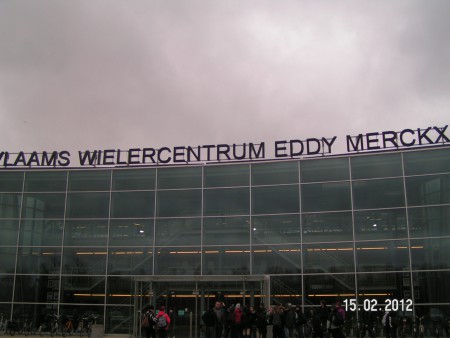 VLAAMS WIELERCENTRUM EDDY MERCKX
15.02.2012